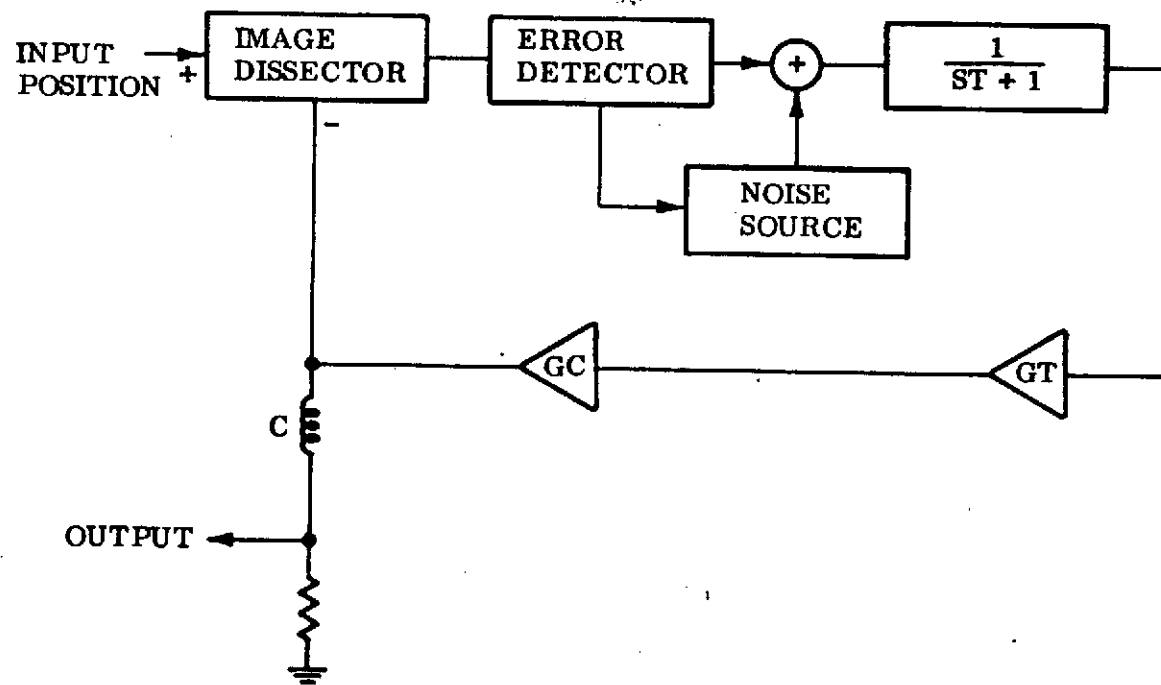 INPUT
POSITION
+
IMAGE
DISSECTOR
-
ERROR
DETECTOR
+
1
ST + 1
NOISE
SOURCE
GC
GT
C
OUTPUT